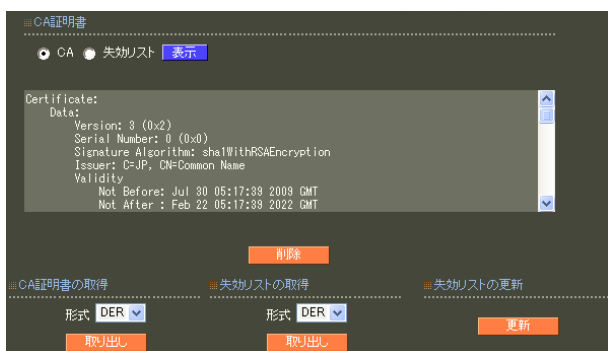 CA証明書
CA 失効リスト 表示
Certificate:
Data:
Version: 3 (0x2)
Serial Number: 0 (0x0)
Signature Algorithm: sha1WithRSAEncryption
Issuer: C=JP, CN=Common Name
Validity
Not Before: Jul 30 05:17:39 2009 GMT
Not After : Feb 22 05:17:39 2022 GMT
削除
CA証明書の取得 失効リストの取得 失効リストの更新
形式 DER 形式 DER
取り出し 取り出し 更新